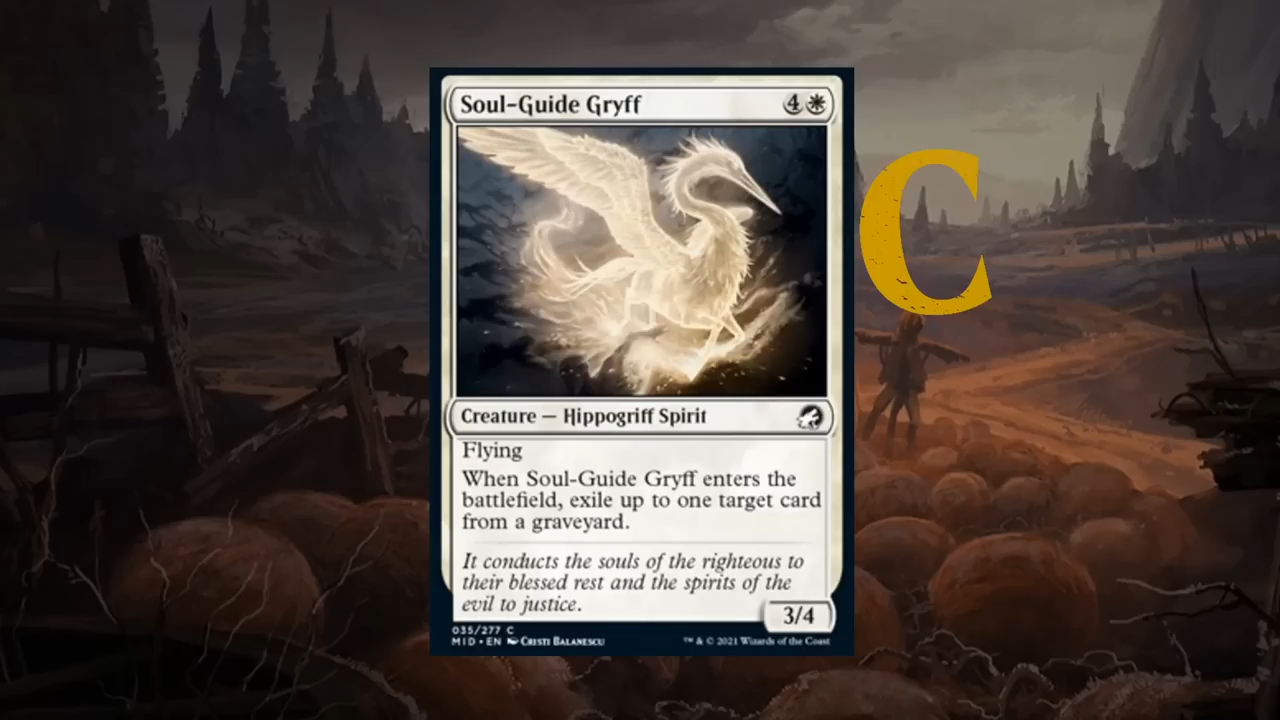 Soul-Guide Gryff 4
C
Creature — Hippogriff Spirit
Flying
When Soul-Guide Gryff enters the
battlefield, exile up to one target card
from a graveyard.
It conducts the souls of the righteous to
their blessed rest and the spirits of the
evil to justice.
3/4
035/277 C
MID • EN Cristi Balanescu
™ & © 2021 Wizards of the Coast